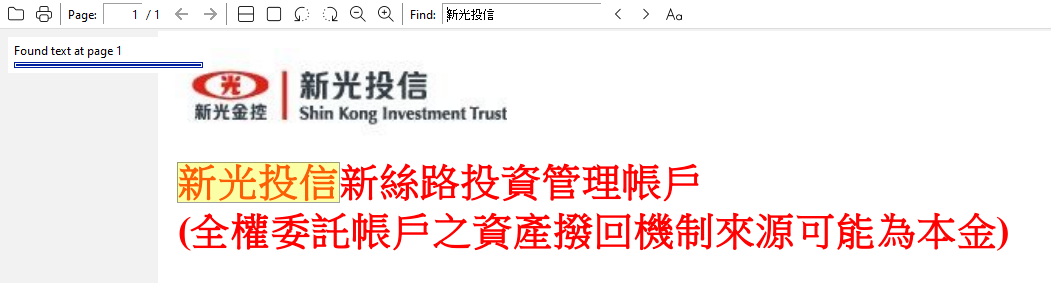 Page: 1 / 1 Find: 新光投信 Aa
Found text at page 1
光 新光投信
新光金控 Shin Kong Investment Trust
新光投信新絲路投資管理帳戶
(全權委託帳戶之資產撥回機制來源可能為本金)